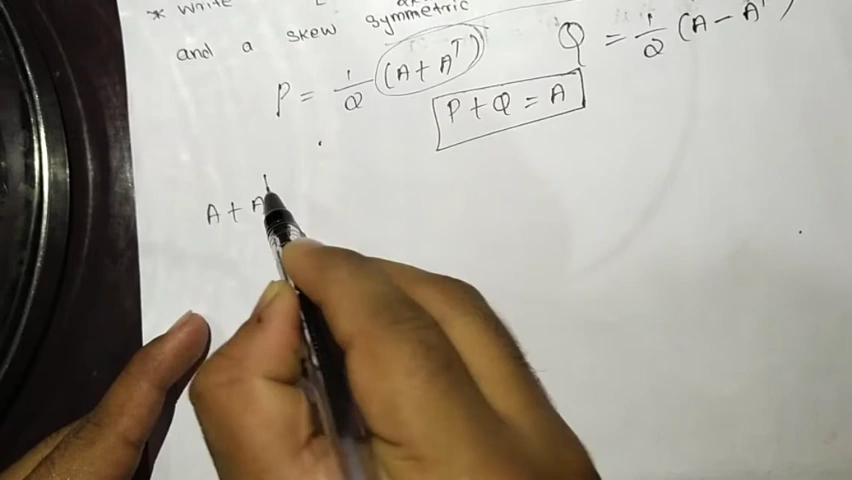 * Write
and a skew symmetric
P = 1/2 (A + A^T) Q = 1/2 (A - A^T)
P + Q = A
A + A